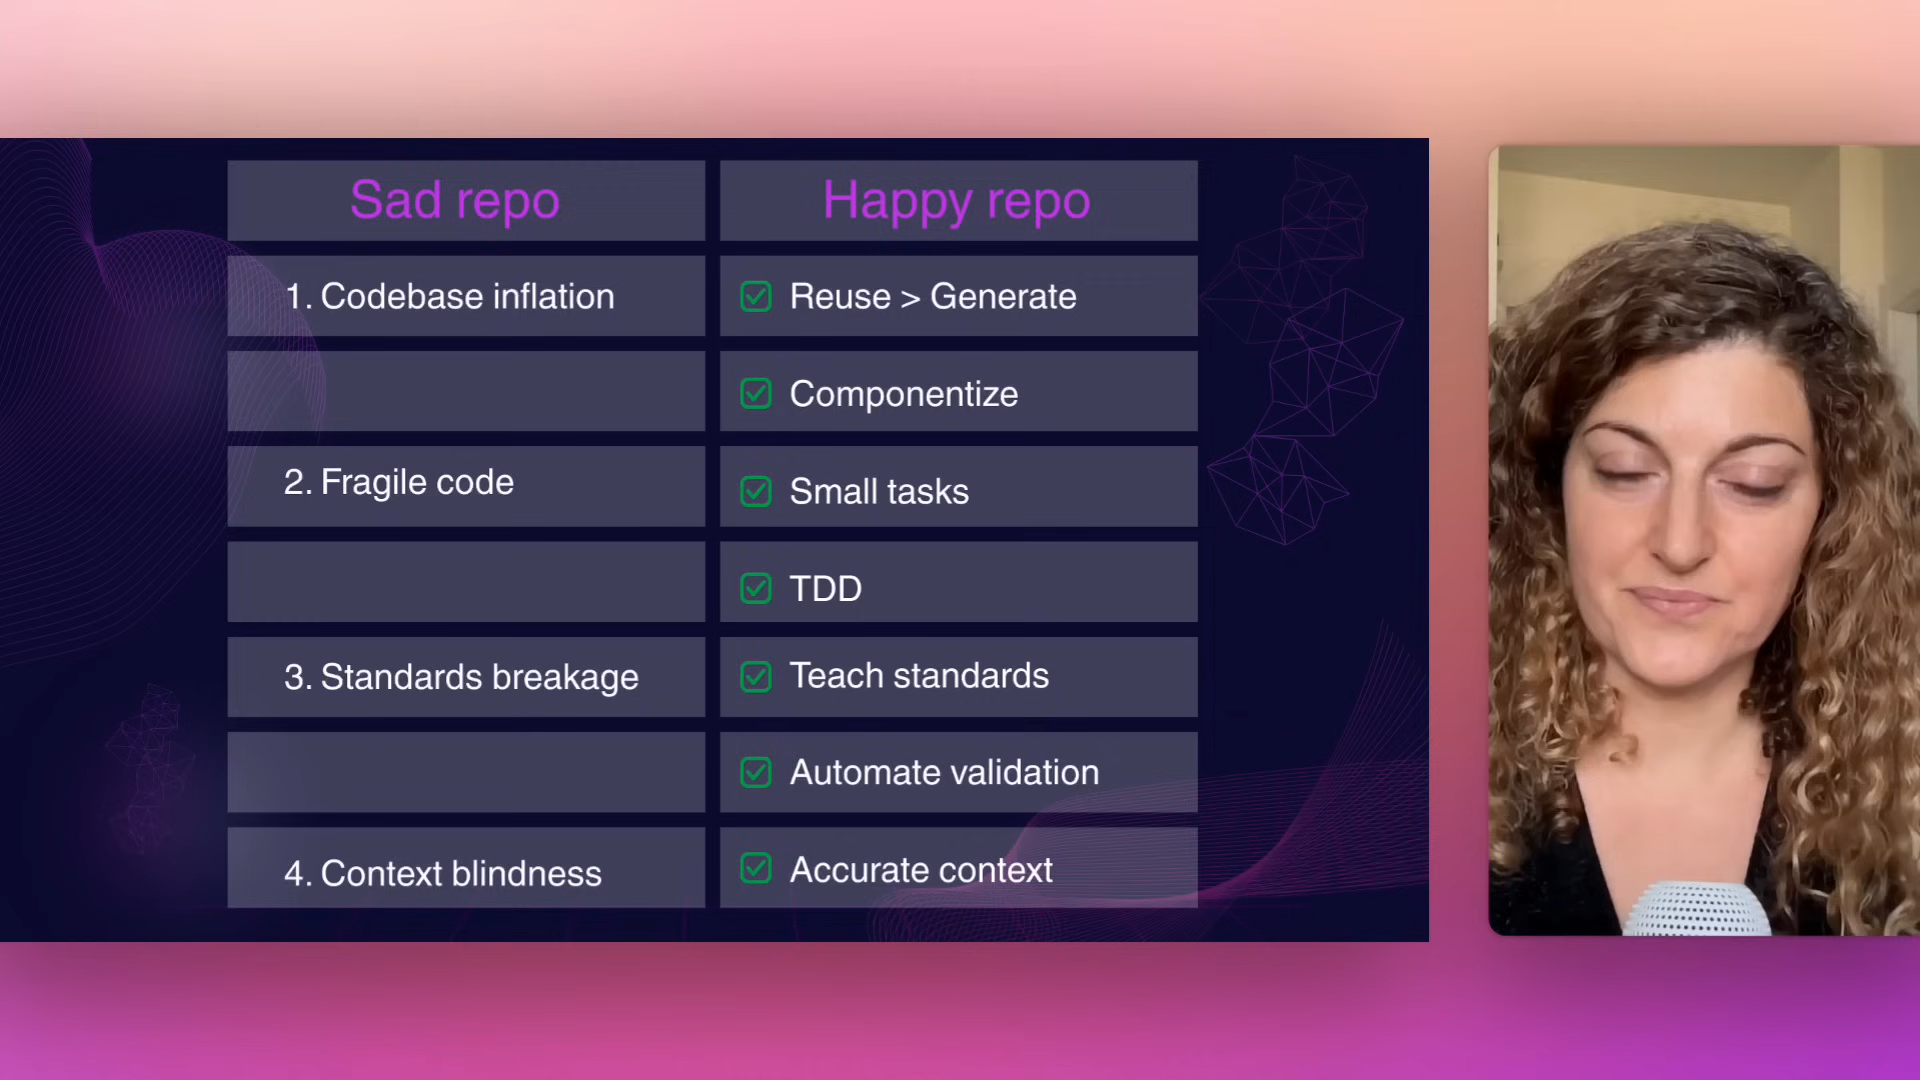 Sad repo
Happy repo
1. Codebase inflation
Reuse > Generate
Componentize
2. Fragile code
Small tasks
TDD
3. Standards breakage
Teach standards
Automate validation
4. Context blindness
Accurate context